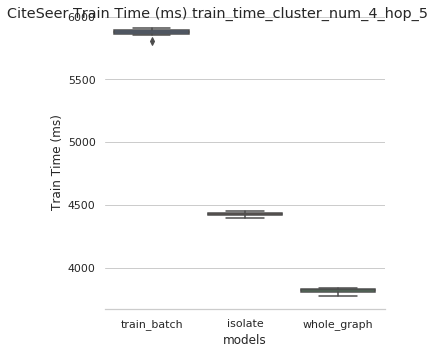 CiteSeer Train Time (ms) train_time_cluster_num_4_hop_5
6000
5500
5000
4500
4000
Train Time (ms)
train_batch
isolate
whole_graph
models